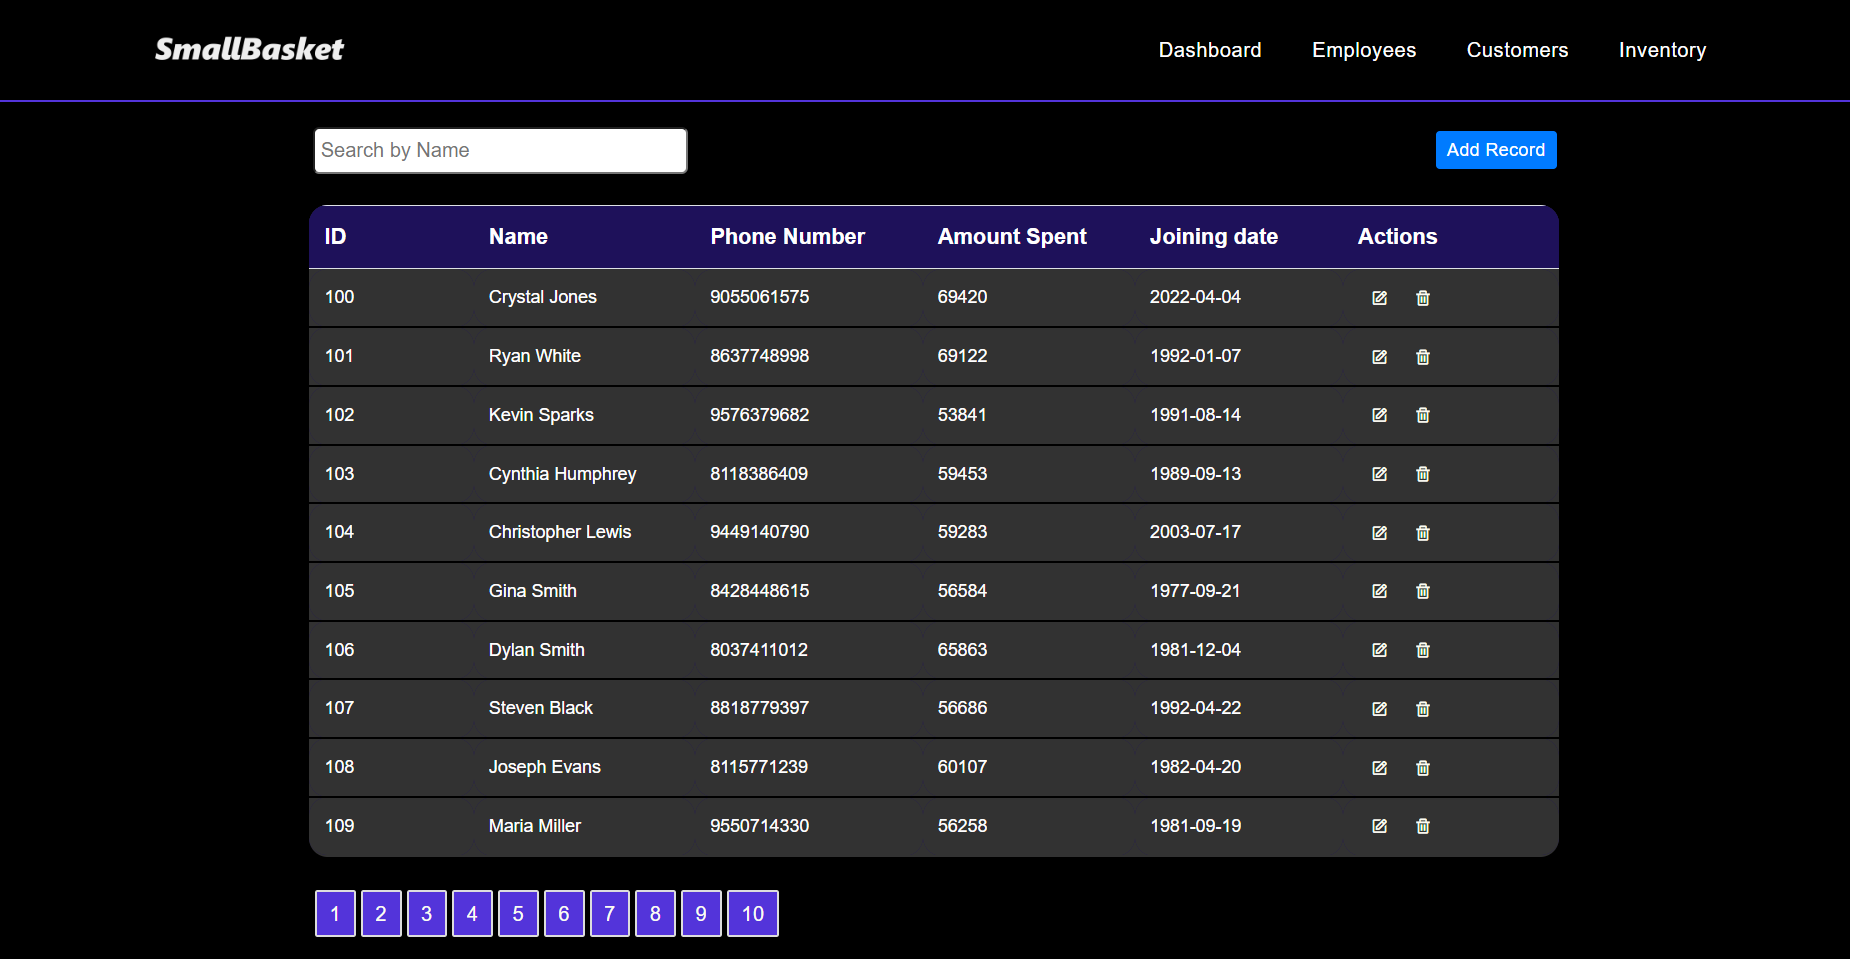 SmallBasket Dashboard Employees Customers Inventory
Search by Name Add Record
ID Name Phone Number Amount Spent Joining date Actions
100 Crystal Jones 9055061575 69420 2022-04-04
101 Ryan White 8637748998 69122 1992-01-07
102 Kevin Sparks 9576379682 53841 1991-08-14
103 Cynthia Humphrey 8118386409 59453 1989-09-13
104 Christopher Lewis 9449140790 59283 2003-07-17
105 Gina Smith 8428448615 56584 1977-09-21
106 Dylan Smith 8037411012 65863 1981-12-04
107 Steven Black 8818779397 56686 1992-04-22
108 Joseph Evans 8115771239 60107 1982-04-20
109 Maria Miller 9550714330 56258 1981-09-19
1 2 3 4 5 6 7 8 9 10